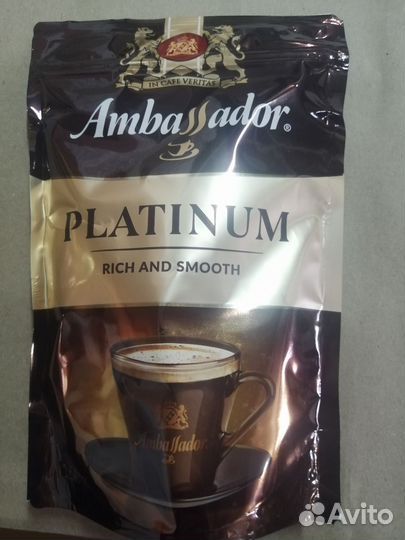 IN CAFE VERITAS
Ambassador®
PLATINUM
RICH AND SMOOTH
Ambassador
Avito